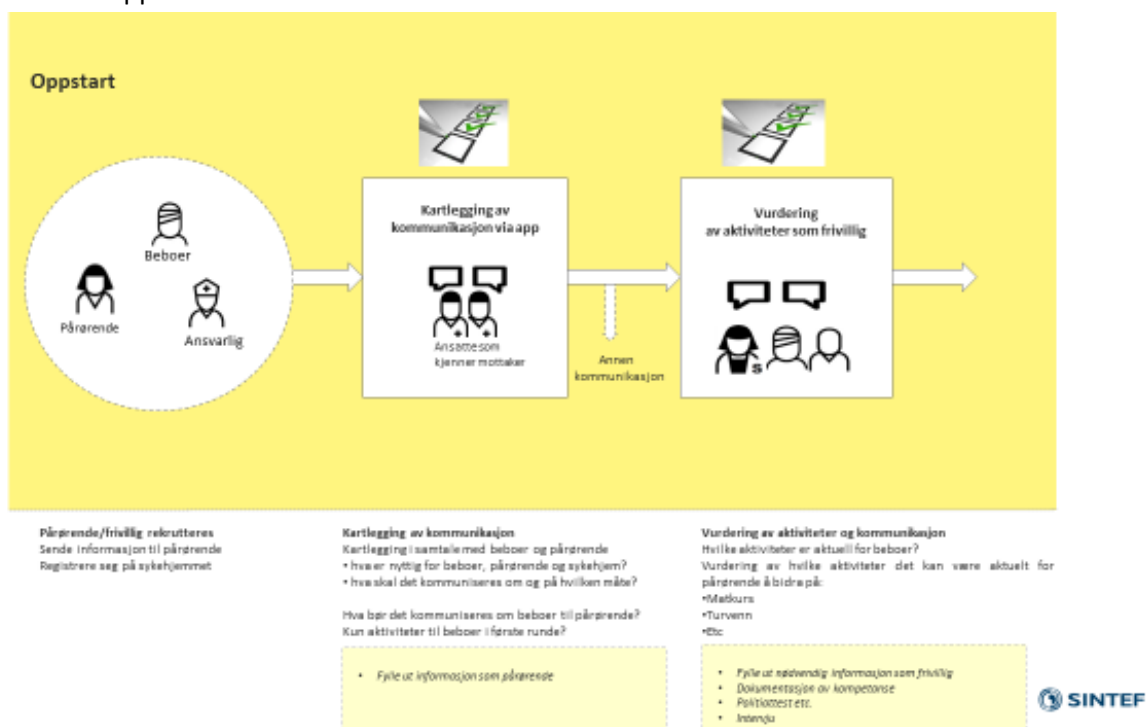 Oppstart
Beboer
Pårørende
Ansvarlig
Kartlegging av
kommunikasjon via app
Ansatte som
kjenner mottaker
Annen
kommunikasjon
Vurdering
av aktiviteter som frivillig
S
Pårørende/frivillig rekrutteres
Sende informasjon til pårørende
Registrere seg på sykehjemmet
Kartlegging av kommunikasjon
Kartlegging i samtale med beboer og pårørende
• hva er nyttig for beboer, pårørende og sykehjem?
• hva skal det kommuniseres om og på hvilken måte?
Hva bør det kommuniseres om beboer til pårørende?
Kun aktiviteter til beboer i første runde?
• Fylle ut informasjon som pårørende
Vurdering av aktiviteter og kommunikasjon
Hvilke aktiviteter er aktuell for beboer?
Vurdering av hvilke aktiviteter det kan være aktuelt for
pårørende å bidra på:
•Matkurs
•Turvenn
•Etc
• Fylle ut nødvendig informasjon som frivillig
• Dokumentasjon av kompetanse
• Politiattest etc.
• Intervju
SINTEF